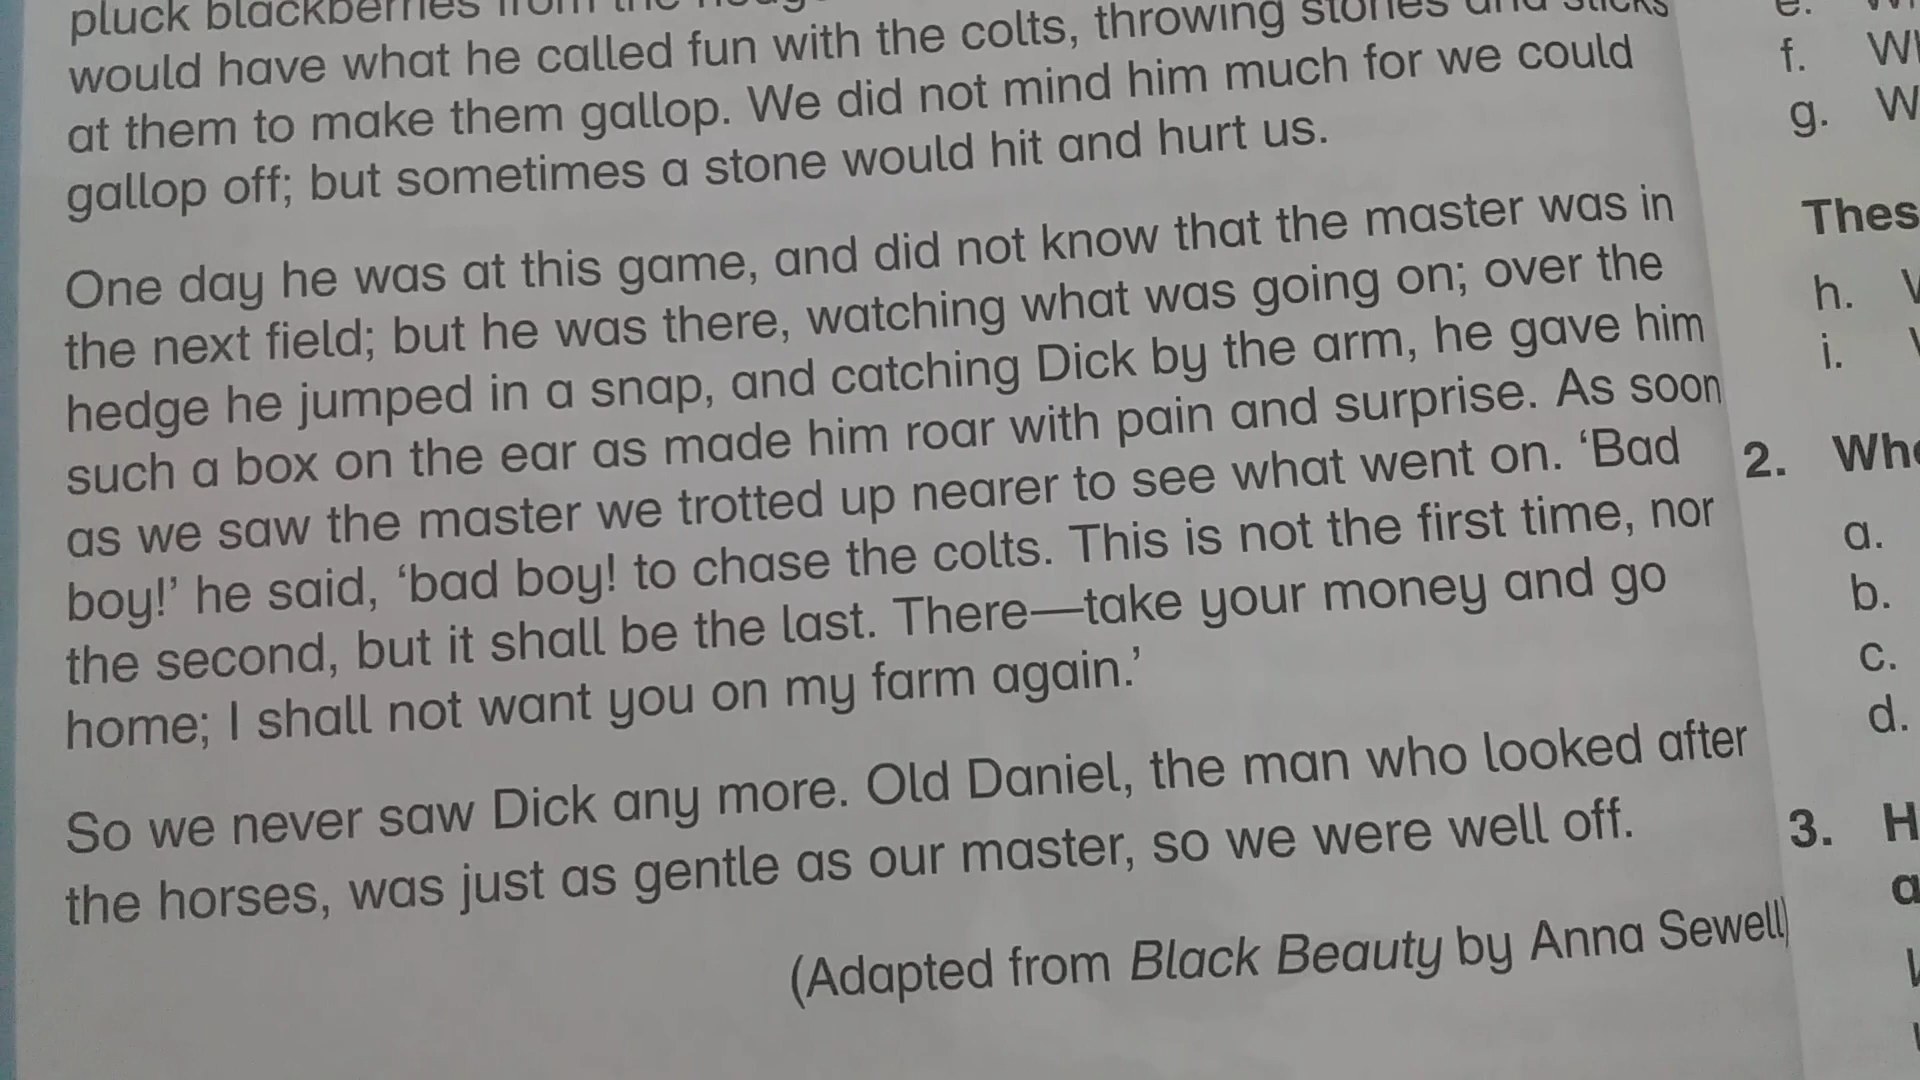 pluck blackberries from the
would have what he called fun with the colts, throwing stones and sticks
at them to make them gallop. We did not mind him much for we could
gallop off; but sometimes a stone would hit and hurt us.
One day he was at this game, and did not know that the master was in
the next field; but he was there, watching what was going on; over the
hedge he jumped in a snap, and catching Dick by the arm, he gave him
such a box on the ear as made him roar with pain and surprise. As soon
as we saw the master we trotted up nearer to see what went on. ‘Bad
boy!’ he said, ‘bad boy! to chase the colts. This is not the first time, nor
the second, but it shall be the last. There—take your money and go
home; I shall not want you on my farm again.’
So we never saw Dick any more. Old Daniel, the man who looked after
the horses, was just as gentle as our master, so we were well off.
(Adapted from Black Beauty by Anna Sewell)
e.
f.
g.
h.
i.
2.
a.
b.
c.
d.
3.